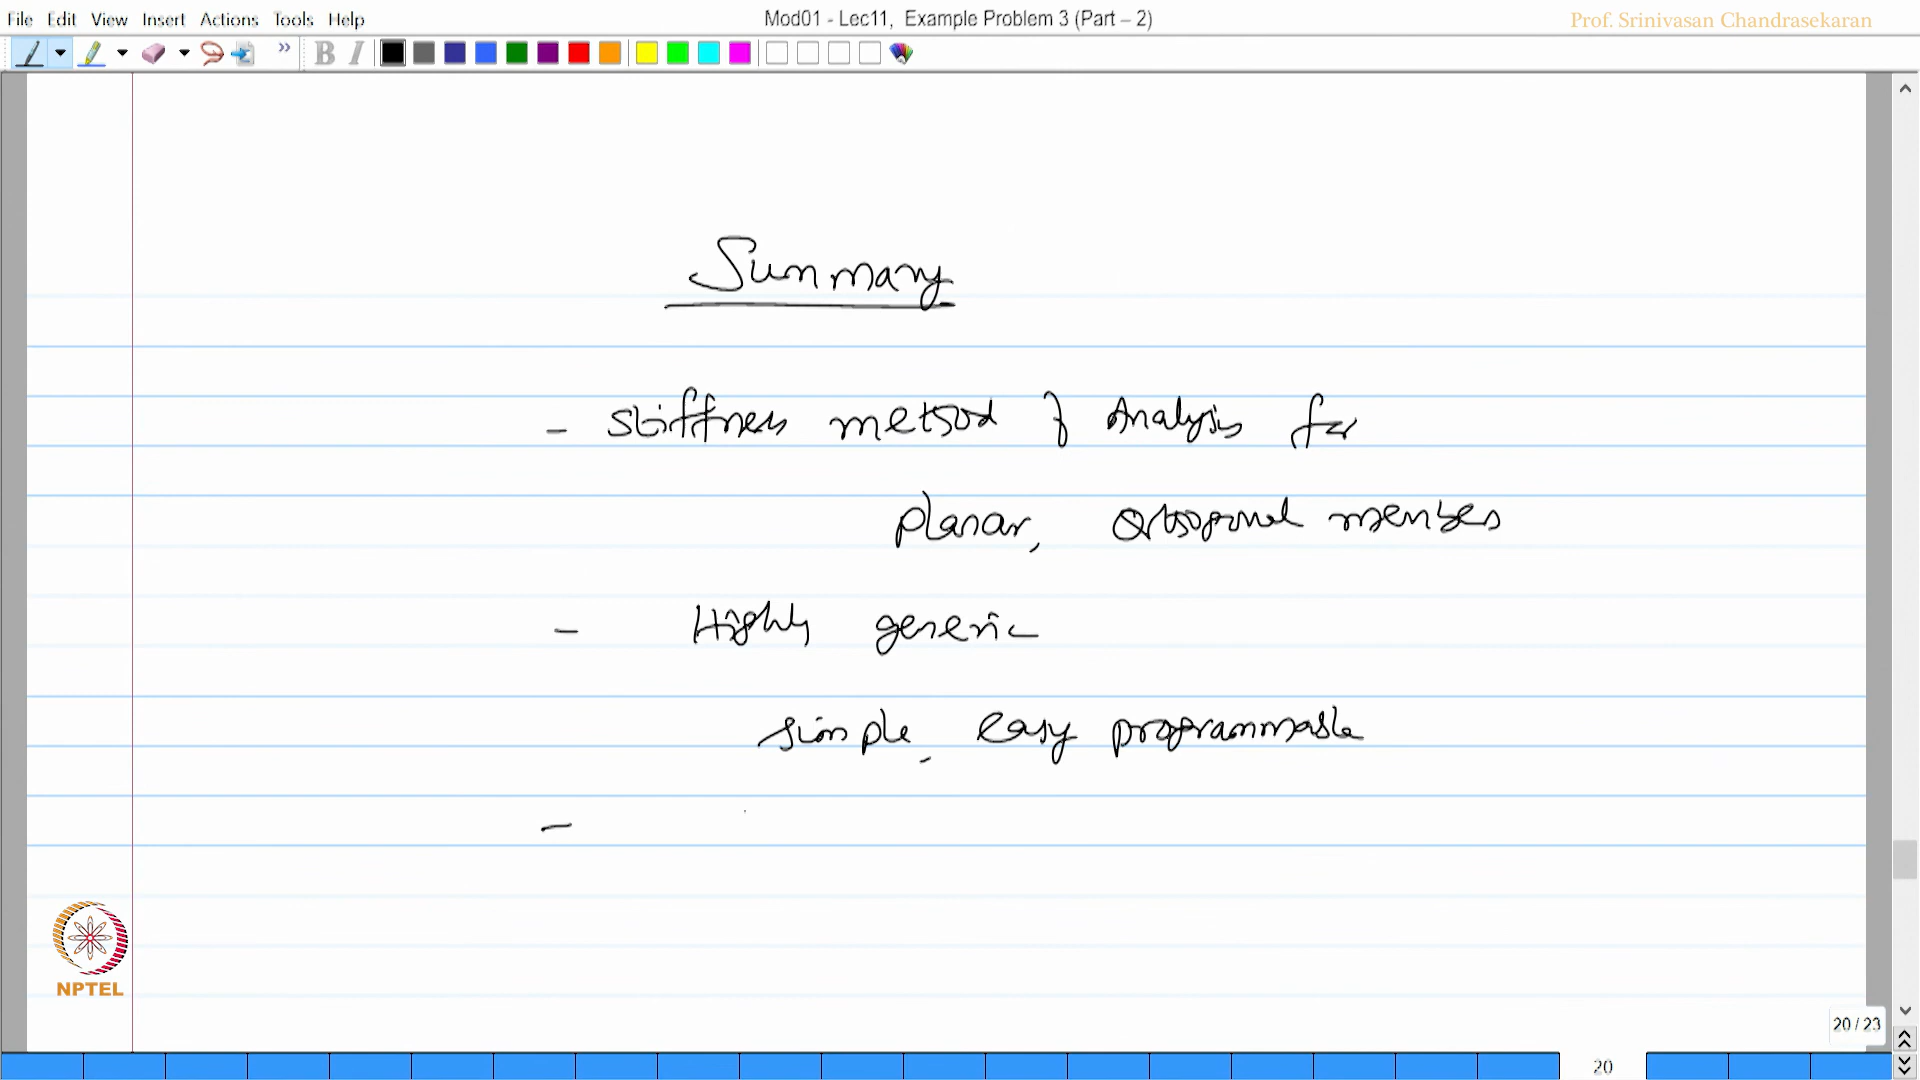 File Edit View Insert Actions Tools Help
Mod01 - Lec11, Example Problem 3 (Part – 2)
Prof. Srinivasan Chandrasekaran
B I
Summary
- Stiffness method of Analysis for
planar, orthogonal members
- Highly generic
simple, easy programmable
-
NPTEL
20 / 23
20